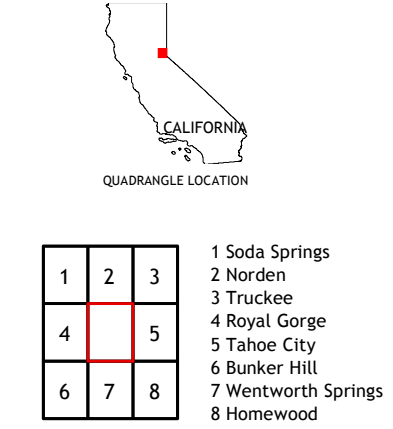 CALIFORNIA
QUADRANGLE LOCATION
1 2 3
4 5
6 7 8
1 Soda Springs
2 Norden
3 Truckee
4 Royal Gorge
5 Tahoe City
6 Bunker Hill
7 Wentworth Springs
8 Homewood